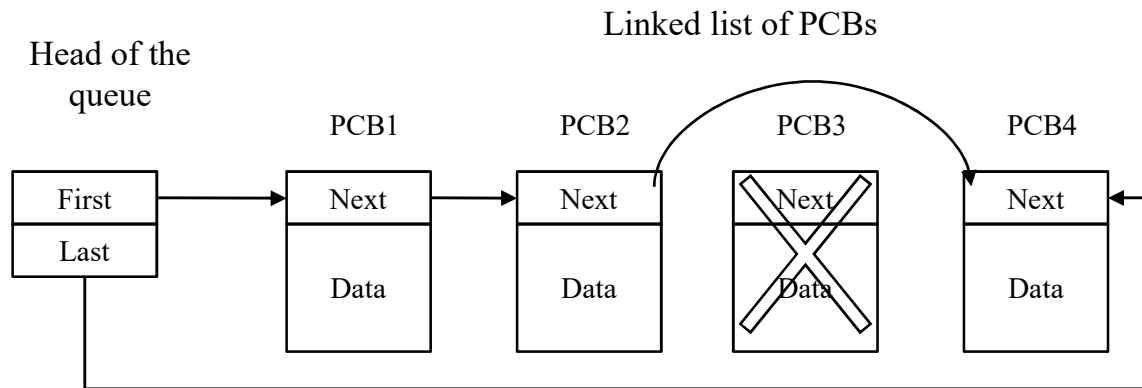 Linked list of PCBs
Head of the
queue
PCB1
PCB2
PCB3
PCB4
First
Next
Next
Next
Next
Last
Data
Data
Data
Data